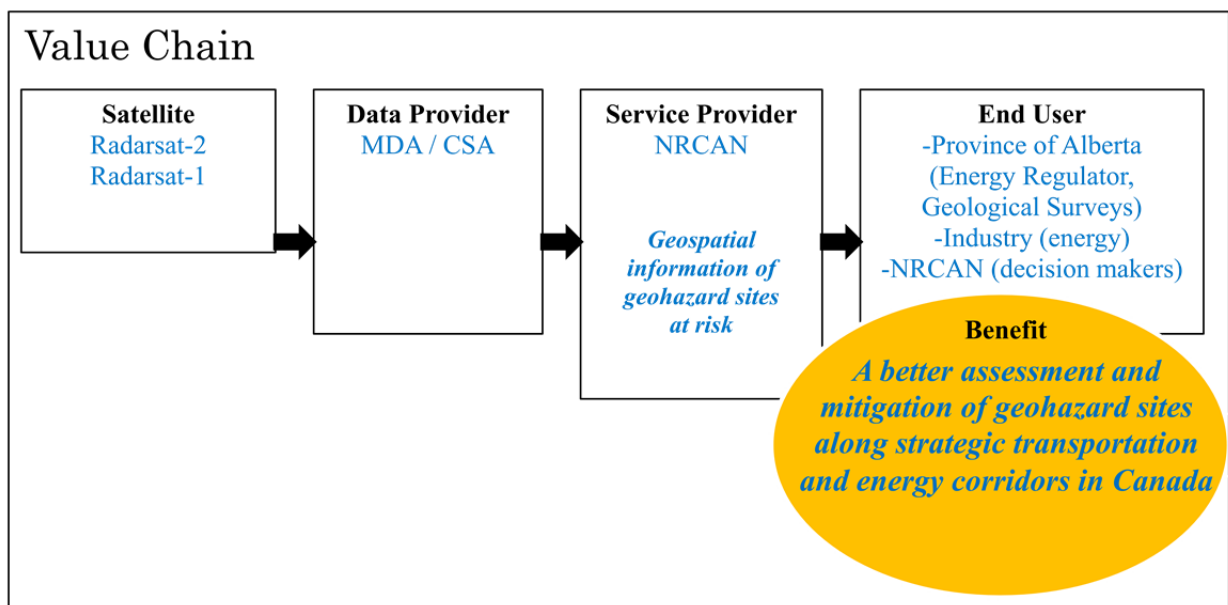 Value Chain
Satellite
Radarsat-2
Radarsat-1
Data Provider
MDA / CSA
Service Provider
NRCAN
Geospatial
information of
geohazard sites
at risk
End User
-Province of Alberta
(Energy Regulator,
Geological Surveys)
-Industry (energy)
-NRCAN (decision makers)
Benefit
A better assessment and
mitigation of geohazard sites
along strategic transportation
and energy corridors in Canada